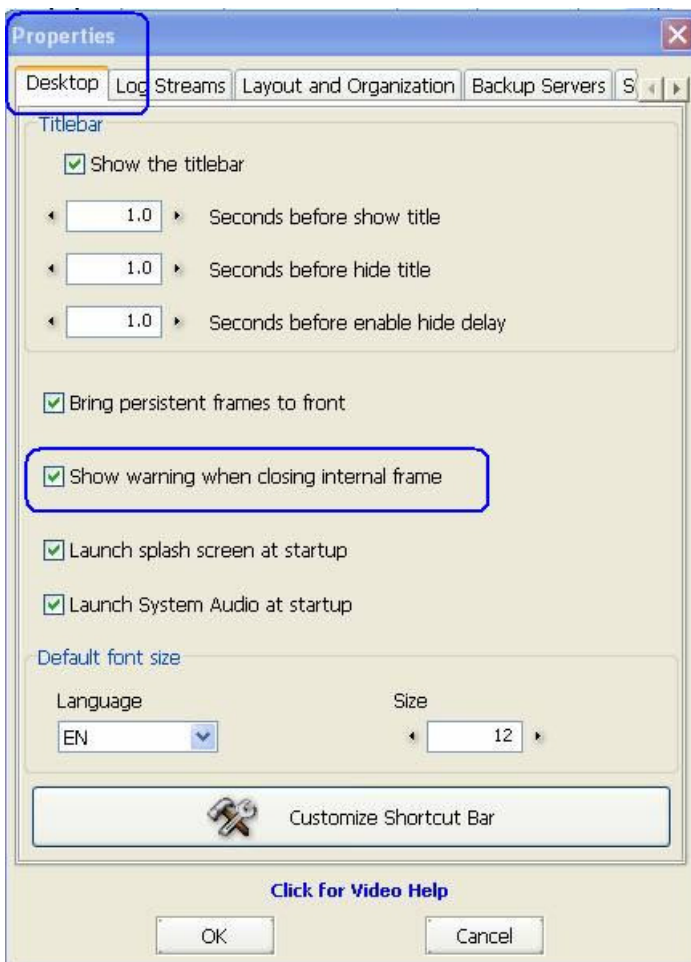 Properties
Desktop Log Streams Layout and Organization Backup Servers S
Titlebar
Show the titlebar
1.0 Seconds before show title
1.0 Seconds before hide title
1.0 Seconds before enable hide delay
Bring persistent frames to front
Show warning when closing internal frame
Launch splash screen at startup
Launch System Audio at startup
Default font size
Language Size
EN 12
Customize Shortcut Bar
Click for Video Help
OK Cancel